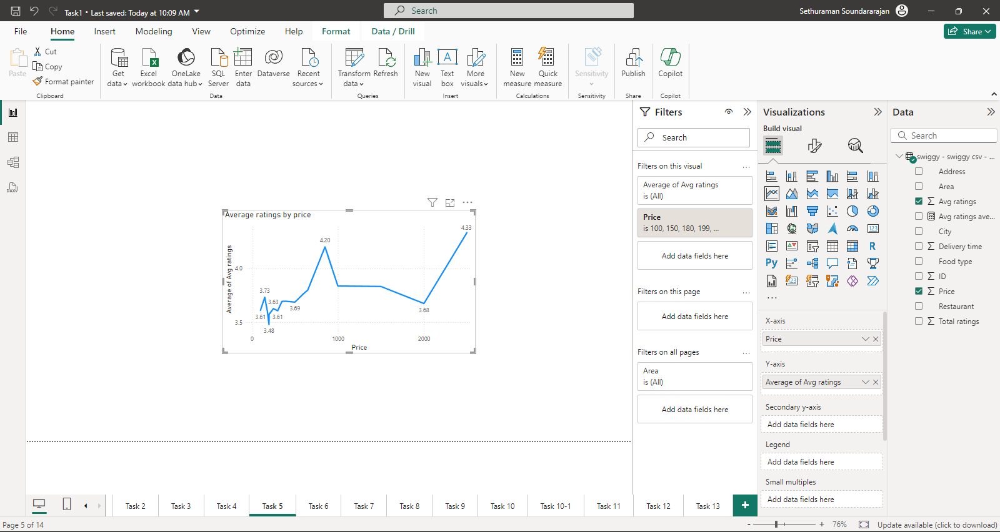 Task1 • Last saved: Today at 10:09 AM
Search
Sethuraman Soundararajan
File
Home
Insert
Modeling
View
Optimize
Help
Format
Data / Drill
Share
Paste
Cut
Copy
Format painter
Clipboard
Get data
Excel workbook
OneLake data hub
SQL Server
Enter data
Dataverse
Recent sources
Data
Transform data
Refresh
Queries
New visual
Text box
More visuals
Insert
New measure
Quick measure
Calculations
Sensitivity
Sensitivity
Publish
Share
Copilot
Copilot
Average ratings by price
Average of Avg ratings
4.0
3.5
3.73
3.63
3.61
3.61
3.48
3.69
4.20
3.68
4.33
0
1000
2000
Price
Filters
Search
Filters on this visual
...
Average of Avg ratings
is (All)
Price
is 100, 150, 180, 199, ...
Add data fields here
Filters on this page
...
Add data fields here
Filters on all pages
...
Area
is (All)
Add data fields here
Visualizations
Build visual
123
R
Py
123
...
X-axis
Price
Y-axis
Average of Avg ratings
Secondary y-axis
Add data fields here
Legend
Add data fields here
Small multiples
Add data fields here
Data
Search
swiggy - swiggy csv - ...
Address
Area
Σ Avg ratings
Avg ratings ave...
City
Σ Delivery time
Food type
Σ ID
Σ Price
Restaurant
Σ Total ratings
DAX
Task 2
Task 3
Task 4
Task 5
Task 6
Task 7
Task 8
Task 9
Task 10
Task 10-1
Task 11
Task 12
Task 13
+
Page 5 of 14
- + 76%
Update available (click to download)